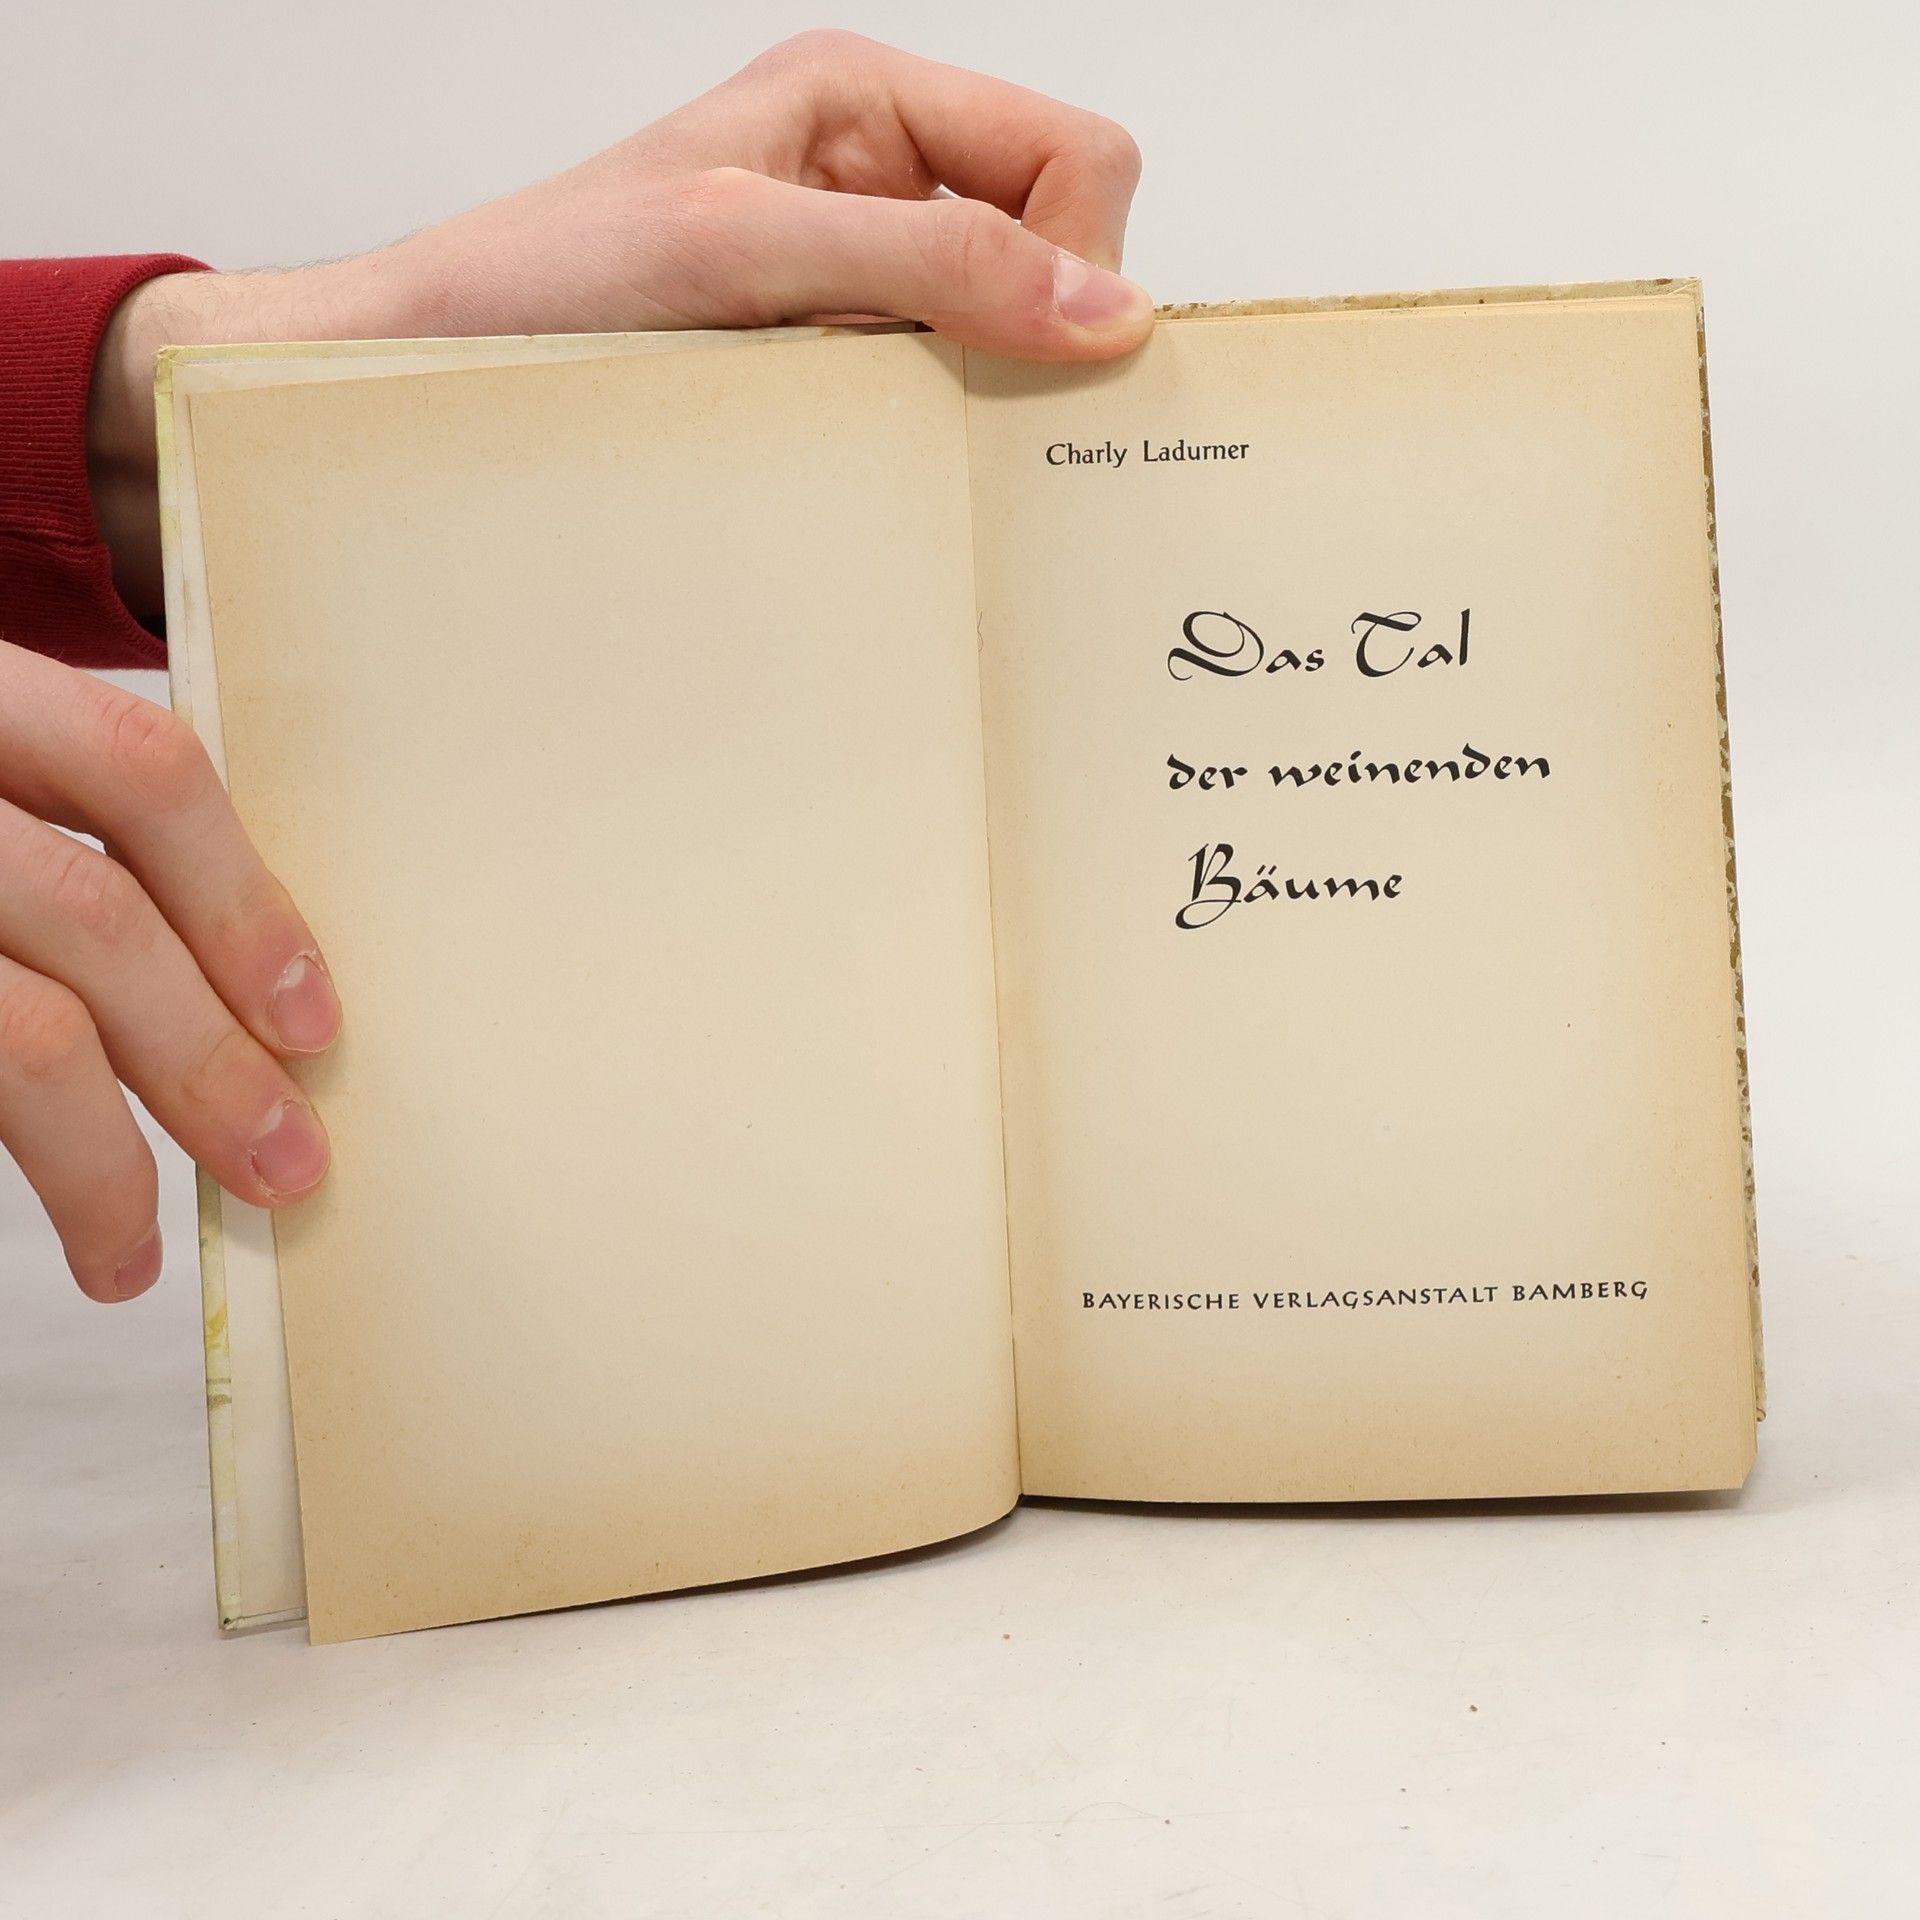 Charly Ladurner
Das Tal
der weinenden
Bäume
BAYERISCHE VERLAGSANSTALT BAMBERG